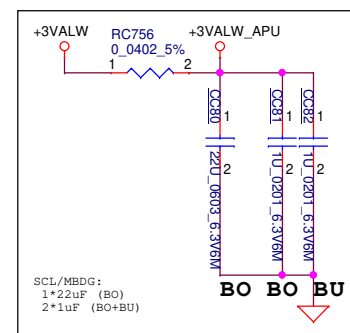 +3VALW
RC756
0_0402_5%
+3VALW_APU
1
2
CC80
1
2
22U_0603_6.3V6M
CC81
1
2
1U_0201_6.3V6M
CC82
1
2
1U_0201_6.3V6M
SCL/MBDG:
1*22uF (BO)
2*1uF (BO+BU)
BO BO BU